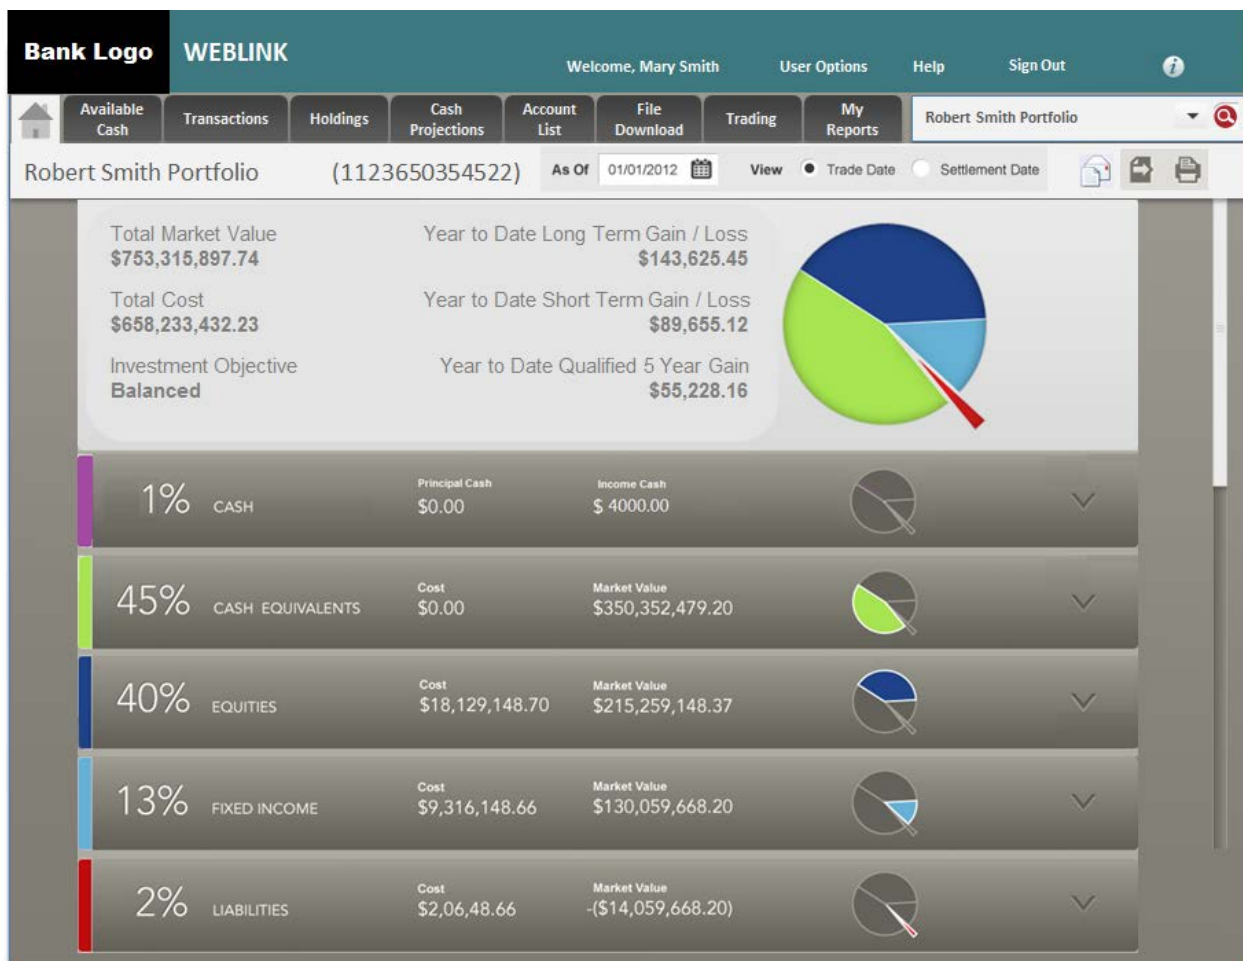 Bank Logo
WEBLINK
Welcome, Mary Smith
User Options
Help
Sign Out
i
Available
Cash
Transactions
Holdings
Cash
Projections
Account
List
File
Download
Trading
My
Reports
Robert Smith Portfolio
Robert Smith Portfolio (1123650354522)
As Of 01/01/2012
View Trade Date Settlement Date
Total Market Value
$753,315,897.74
Year to Date Long Term Gain / Loss
$143,625.45
Total Cost
$658,233,432.23
Year to Date Short Term Gain / Loss
$89,655.12
Investment Objective
Balanced
Year to Date Qualified 5 Year Gain
$55,228.16
1% CASH
Principal Cash
$0.00
Income Cash
$ 4000.00
45% CASH EQUIVALENTS
Cost
$0.00
Market Value
$350,352,479.20
40% EQUITIES
Cost
$18,129,148.70
Market Value
$215,259,148.37
13% FIXED INCOME
Cost
$9,316,148.66
Market Value
$130,059,668.20
2% LIABILITIES
Cost
$2,06,48.66
Market Value
-($14,059,668.20)